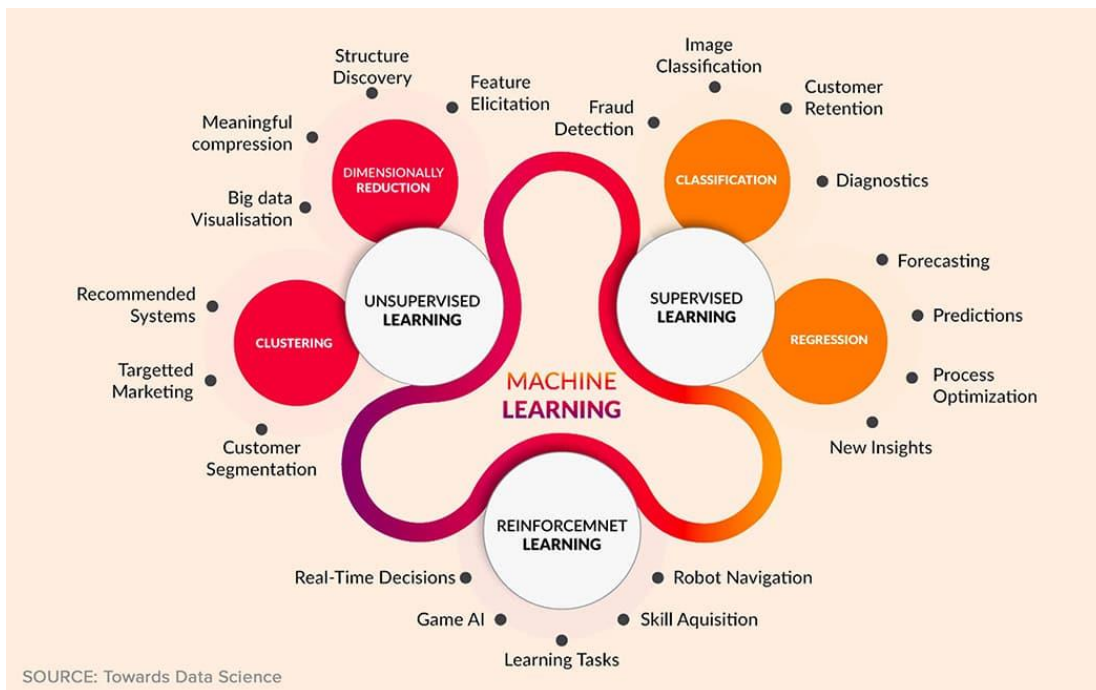 Structure
Discovery
Feature
Elicitation
Meaningful
compression
Big data
Visualisation
DIMENSIONALLY
REDUCTION
Image
Classification
Customer
Retention
Fraud
Detection
CLASSIFICATION
Diagnostics
Recommended
Systems
Targetted
Marketing
Customer
Segmentation
CLUSTERING
UNSUPERVISED
LEARNING
SUPERVISED
LEARNING
Forecasting
Predictions
Process
Optimization
New Insights
REGRESSION
MACHINE
LEARNING
REINFORCEMNET
LEARNING
Real-Time Decisions
Game AI
Learning Tasks
Skill Aquisition
Robot Navigation
SOURCE: Towards Data Science